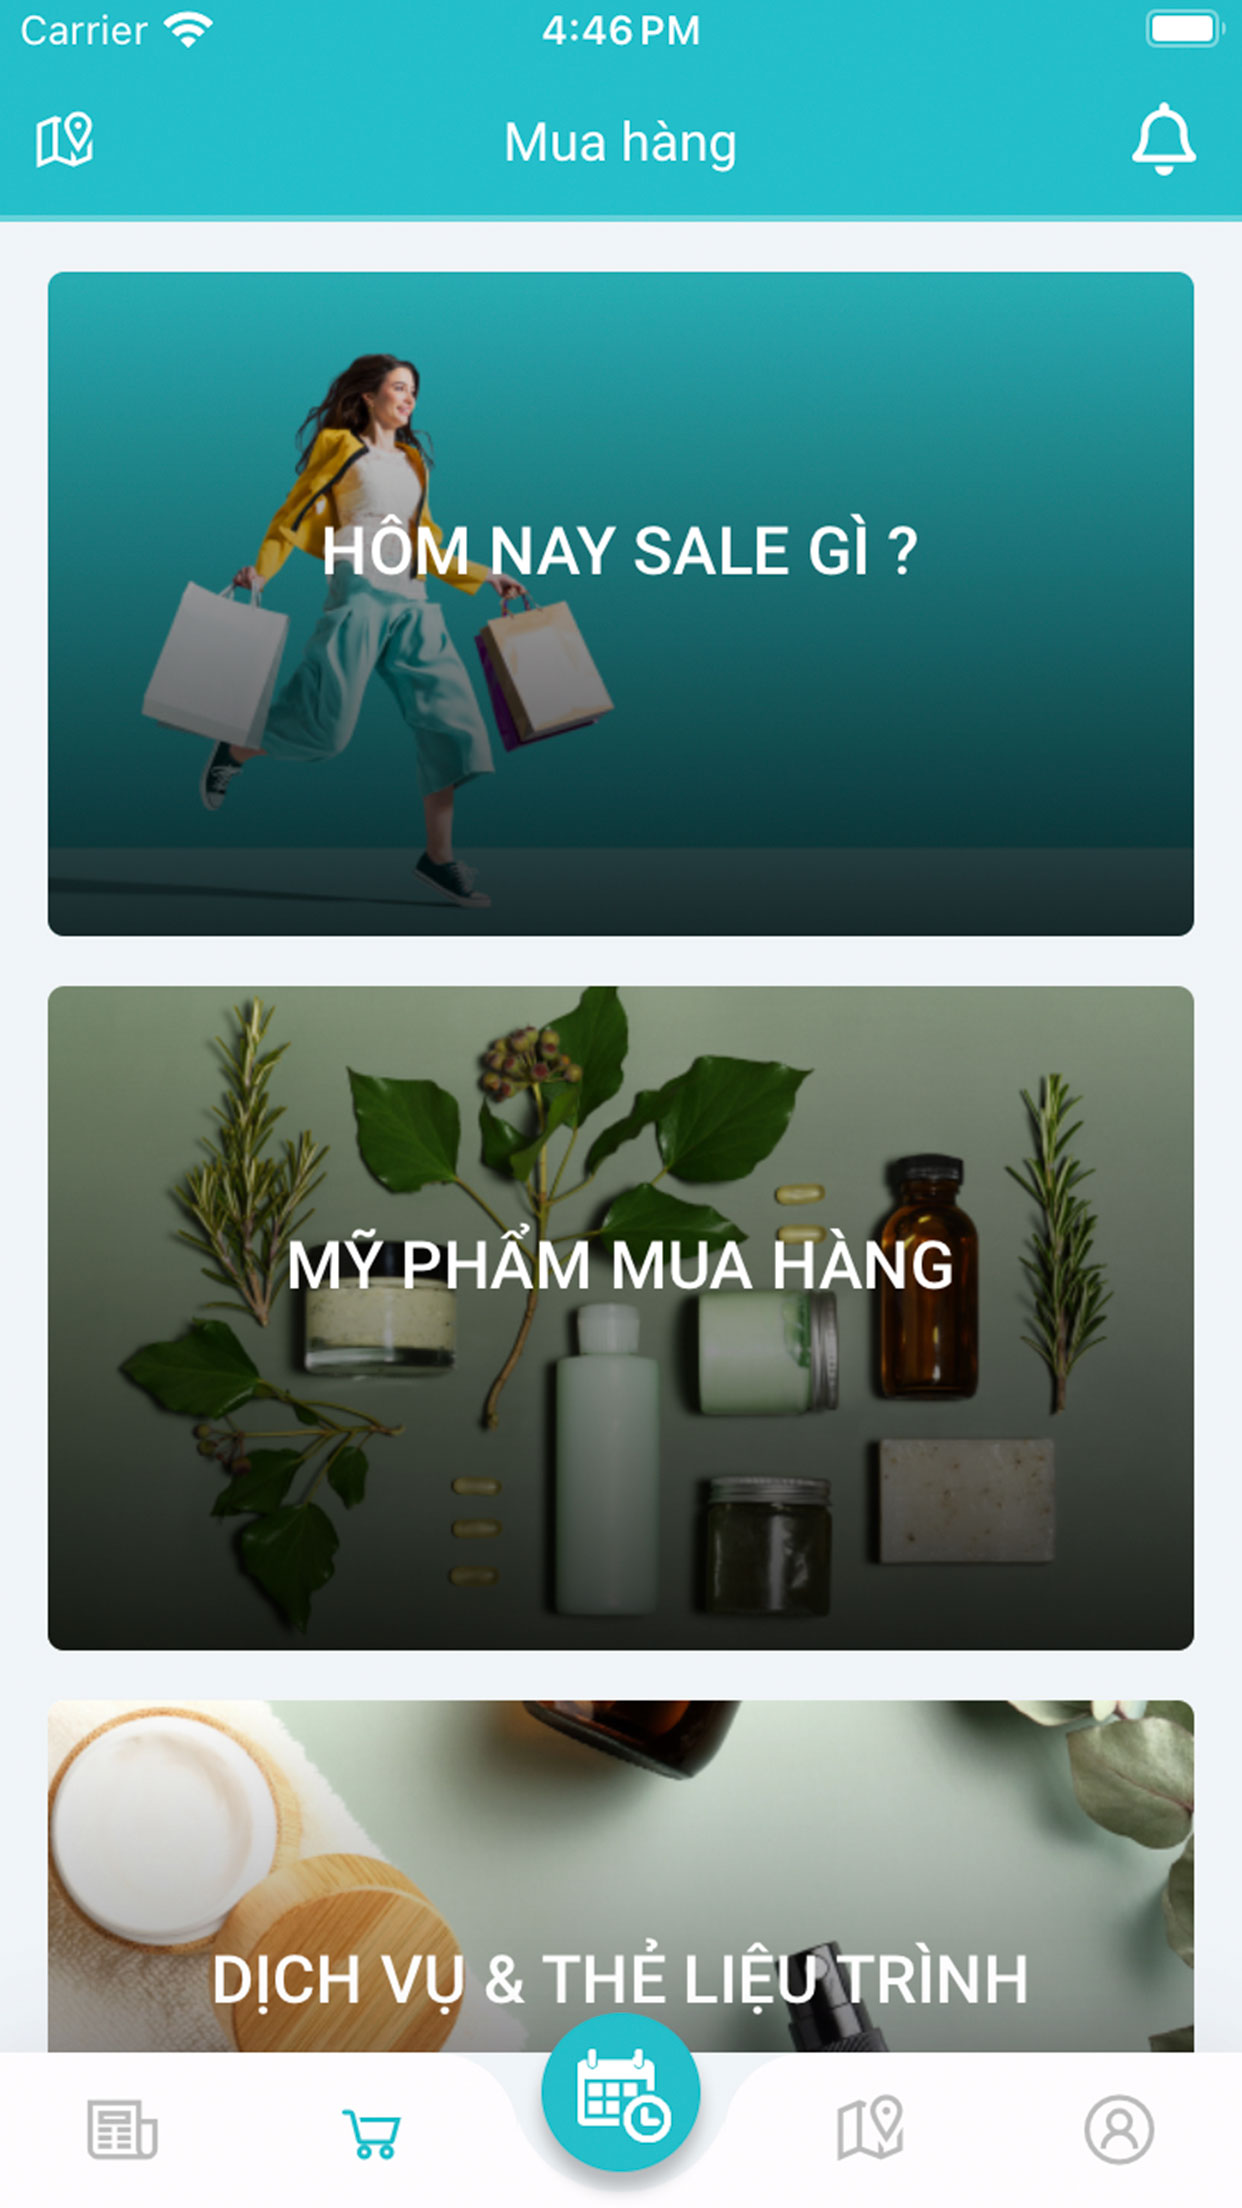 Carrier 4:46 PM
Mua hàng
HÔM NAY SALE GÌ ?
MỸ PHẨM MUA HÀNG
DỊCH VỤ & THẺ LIỆU TRÌNH